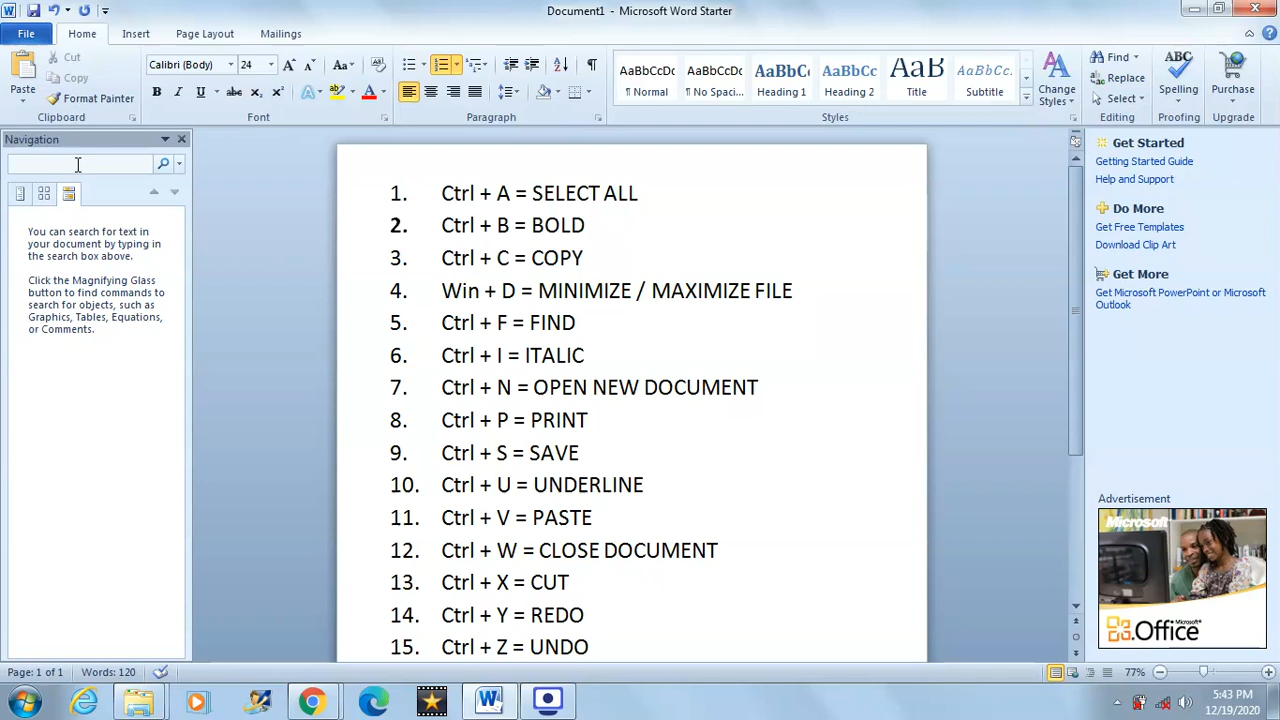 Document1 - Microsoft Word Starter
File Home Insert Page Layout Mailings
Paste
Cut
Copy
Format Painter
Clipboard
Calibri (Body) 24
Font
Paragraph
AaBbCcDc AaBbCcDc AaBbC AaBbCc AaB AaBbCcDc
¶ Normal ¶ No Spaci... Heading 1 Heading 2 Title Subtitle
Change Styles
Styles
Find
Replace
Select
Editing
Spelling
Proofing
Purchase
Upgrade
Navigation
You can search for text in
your document by typing in
the search box above.
Click the Magnifying Glass
button to find commands to
search for objects, such as
Graphics, Tables, Equations,
or Comments.
1. Ctrl + A = SELECT ALL
2. Ctrl + B = BOLD
3. Ctrl + C = COPY
4. Win + D = MINIMIZE / MAXIMIZE FILE
5. Ctrl + F = FIND
6. Ctrl + I = ITALIC
7. Ctrl + N = OPEN NEW DOCUMENT
8. Ctrl + P = PRINT
9. Ctrl + S = SAVE
10. Ctrl + U = UNDERLINE
11. Ctrl + V = PASTE
12. Ctrl + W = CLOSE DOCUMENT
13. Ctrl + X = CUT
14. Ctrl + Y = REDO
15. Ctrl + Z = UNDO
Get Started
Getting Started Guide
Help and Support
Do More
Get Free Templates
Download Clip Art
Get More
Get Microsoft PowerPoint or Microsoft
Outlook
Advertisement
Microsoft
Microsoft
Office
Page: 1 of 1 Words: 120
77%
5:43 PM
12/19/2020